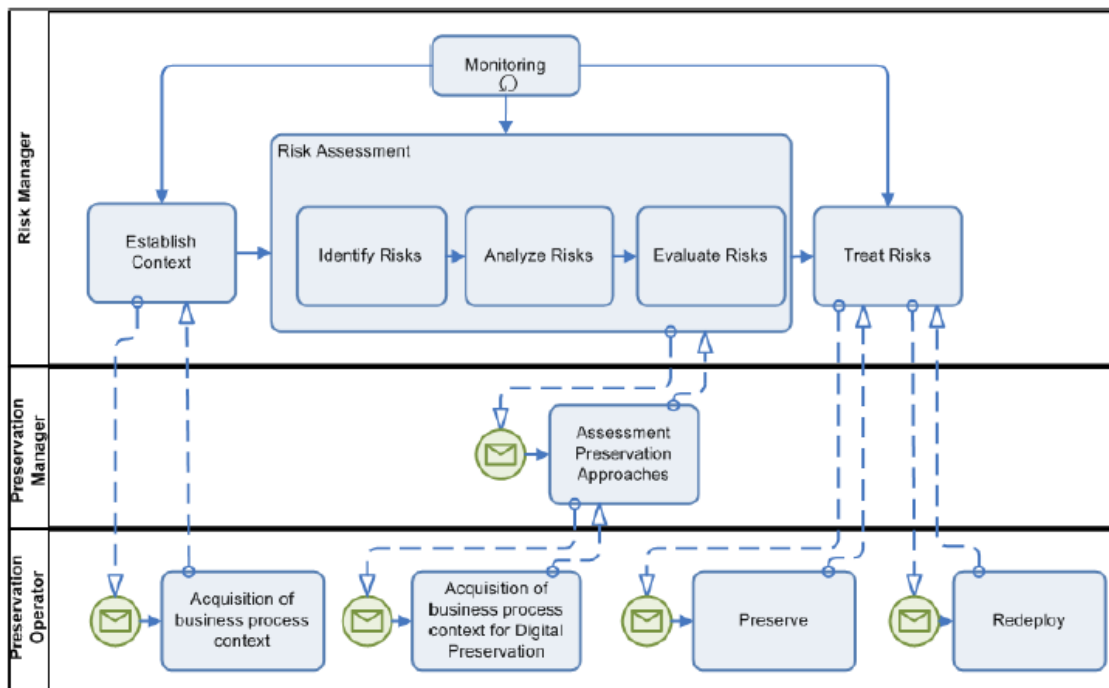 Risk Manager
Monitoring
Risk Assessment
Establish
Context
Identify Risks
Analyze Risks
Evaluate Risks
Treat Risks
Preservation
Manager
Assessment
Preservation
Approaches
Preservation
Operator
Acquisition of
business process
context
Acquisition of
business process
context for Digital
Preservation
Preserve
Redeploy